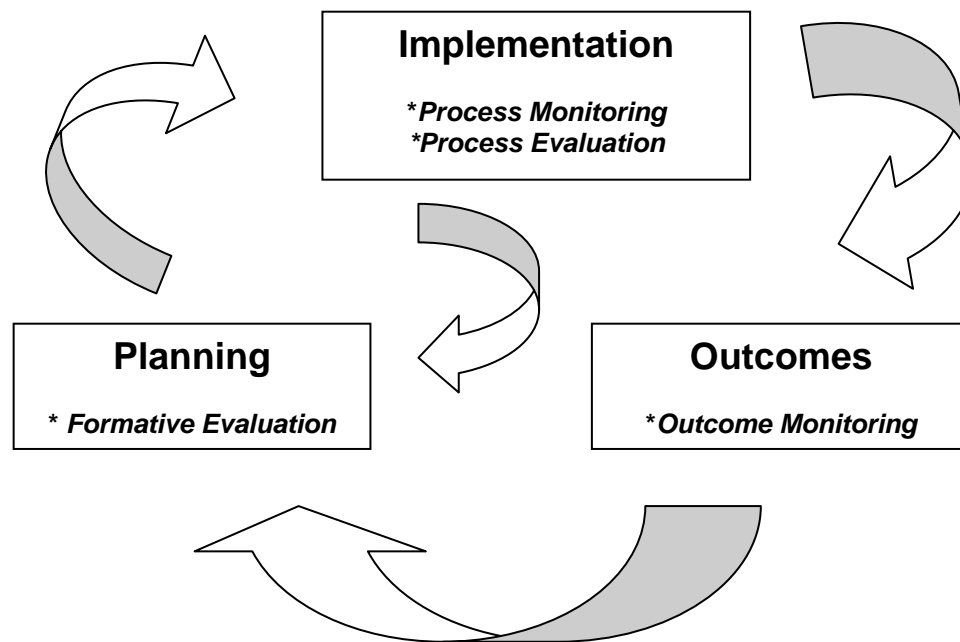 Implementation
*Process Monitoring
*Process Evaluation
Planning
* Formative Evaluation
Outcomes
*Outcome Monitoring